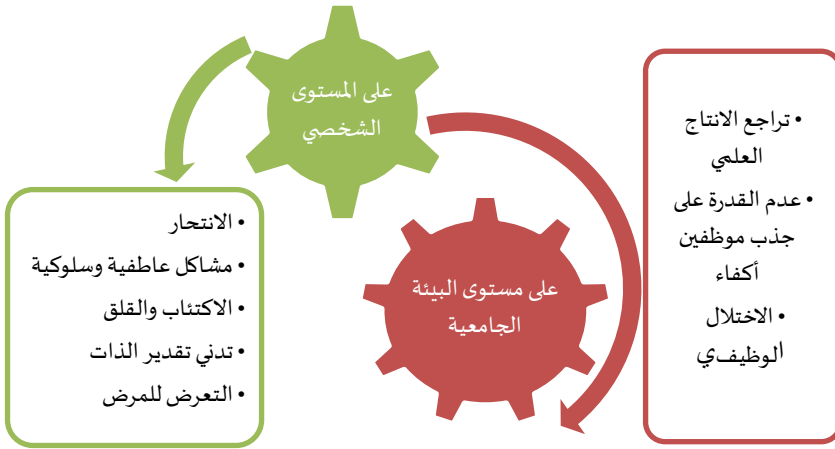 على المستوى
الشخصي
• الانتحار
• مشاكل عاطفية وسلوكية
• الاكتئاب والقلق
• تدني تقدير الذات
• التعرض للمرض
على مستوى البيئة
الجامعية
• تراجع الانتاج
العلمي
• عدم القدرة على
جذب موظفين
أكفاء
• الاختلال
الوظيفي